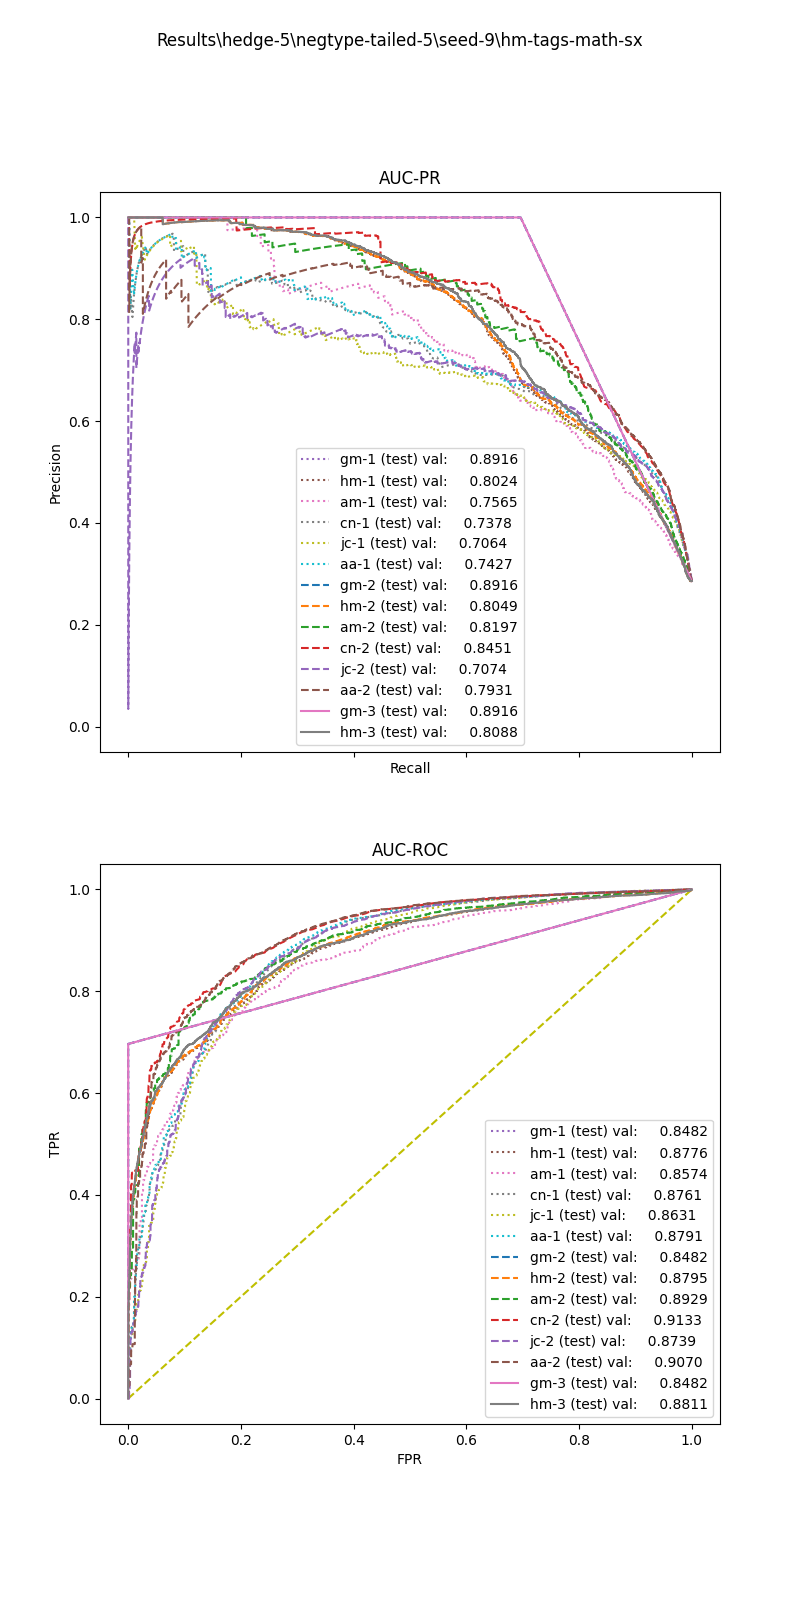 Results\hedge-5\negtype-tailed-5\seed-9\hm-tags-math-sx
AUC-PR
1.0
0.8
0.6
0.4
0.2
0.0
Precision
gm-1 (test) val: 0.8916
hm-1 (test) val: 0.8024
am-1 (test) val: 0.7565
cn-1 (test) val: 0.7378
jc-1 (test) val: 0.7064
aa-1 (test) val: 0.7427
gm-2 (test) val: 0.8916
hm-2 (test) val: 0.8049
am-2 (test) val: 0.8197
cn-2 (test) val: 0.8451
jc-2 (test) val: 0.7074
aa-2 (test) val: 0.7931
gm-3 (test) val: 0.8916
hm-3 (test) val: 0.8088
Recall
AUC-ROC
1.0
0.8
0.6
0.4
0.2
0.0
TPR
gm-1 (test) val: 0.8482
hm-1 (test) val: 0.8776
am-1 (test) val: 0.8574
cn-1 (test) val: 0.8761
jc-1 (test) val: 0.8631
aa-1 (test) val: 0.8791
gm-2 (test) val: 0.8482
hm-2 (test) val: 0.8795
am-2 (test) val: 0.8929
cn-2 (test) val: 0.9133
jc-2 (test) val: 0.8739
aa-2 (test) val: 0.9070
gm-3 (test) val: 0.8482
hm-3 (test) val: 0.8811
0.0 0.2 0.4 0.6 0.8 1.0
FPR